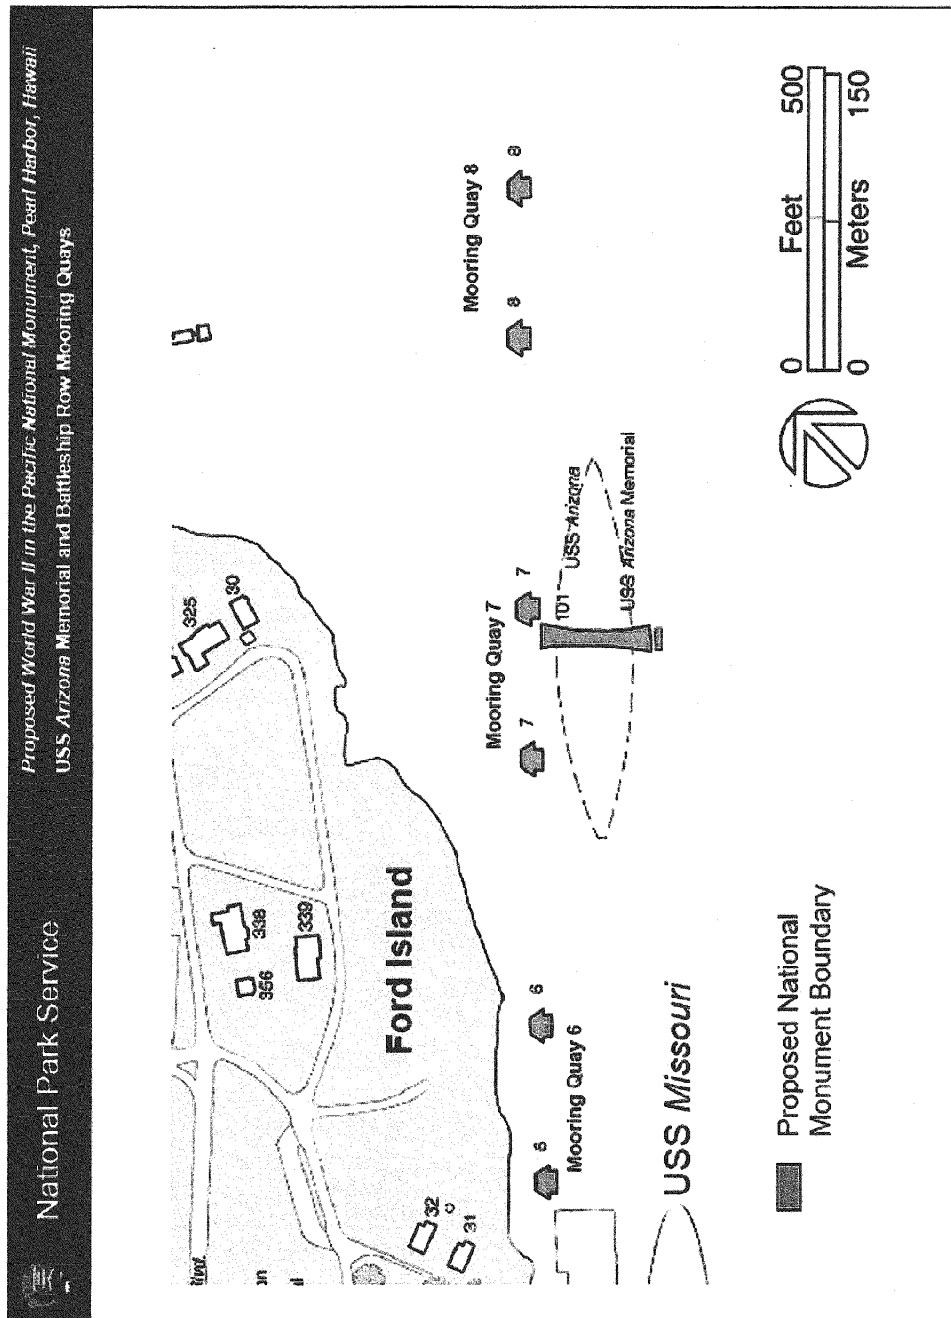 National Park Service
Proposed World War II in the Pacific National Monument, Pearl Harbor, Hawaii
USS Arizona Memorial and Battleship Row Mooring Quays
325
30
338
356
339
Ford Island
32
31
Mooring Quay 8
8
8
Mooring Quay 7
7
7
101
USS Arizona
USS Arizona Memorial
6
6
Mooring Quay 6
USS Missouri
Proposed National
Monument Boundary
0 Feet 500
0 Meters 150